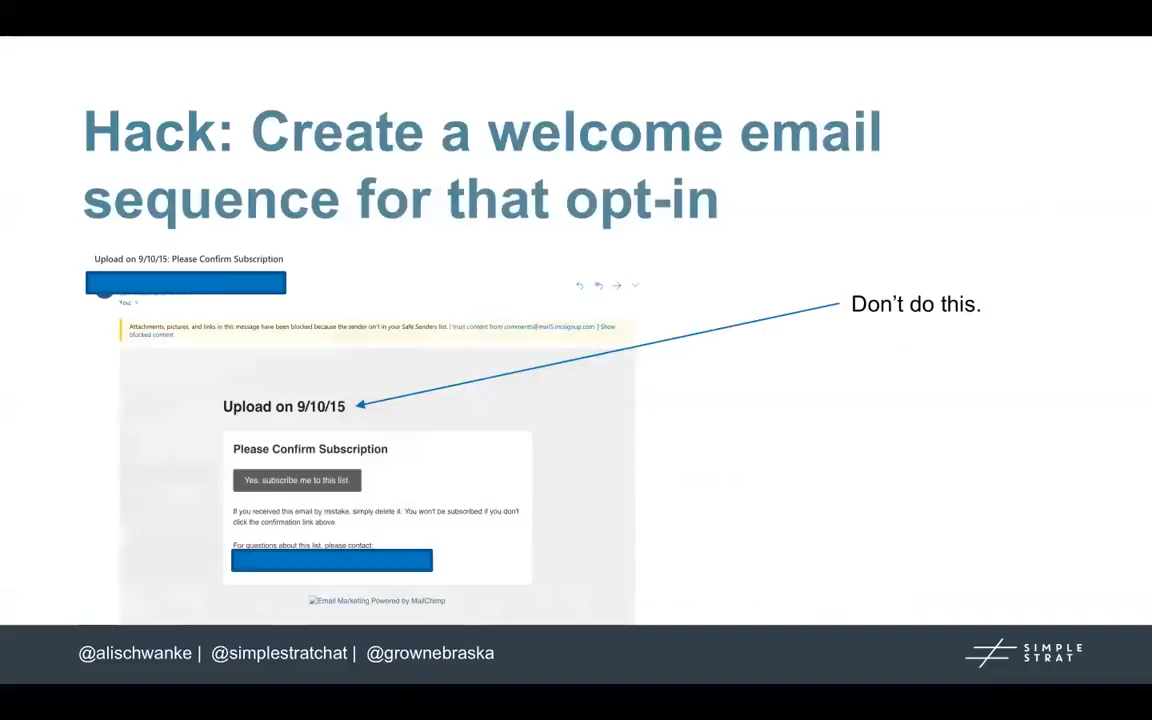 Hack: Create a welcome email
sequence for that opt-in
Upload on 9/10/15: Please Confirm Subscription
You:
Attachments, pictures, and links in this message have been blocked because the sender isn't in your Safe Senders list. I trust content from comments@mail5.mcsignup.com. | Show
blocked content
Don't do this.
Upload on 9/10/15
Please Confirm Subscription
Yes, subscribe me to this list.
If you received this email by mistake, simply delete it. You won't be subscribed if you don't
click the confirmation link above.
For questions about this list, please contact:
Email Marketing Powered by MailChimp
@alischwanke | @simplestratchat | @grownebraska
SIMPLE
STRAT